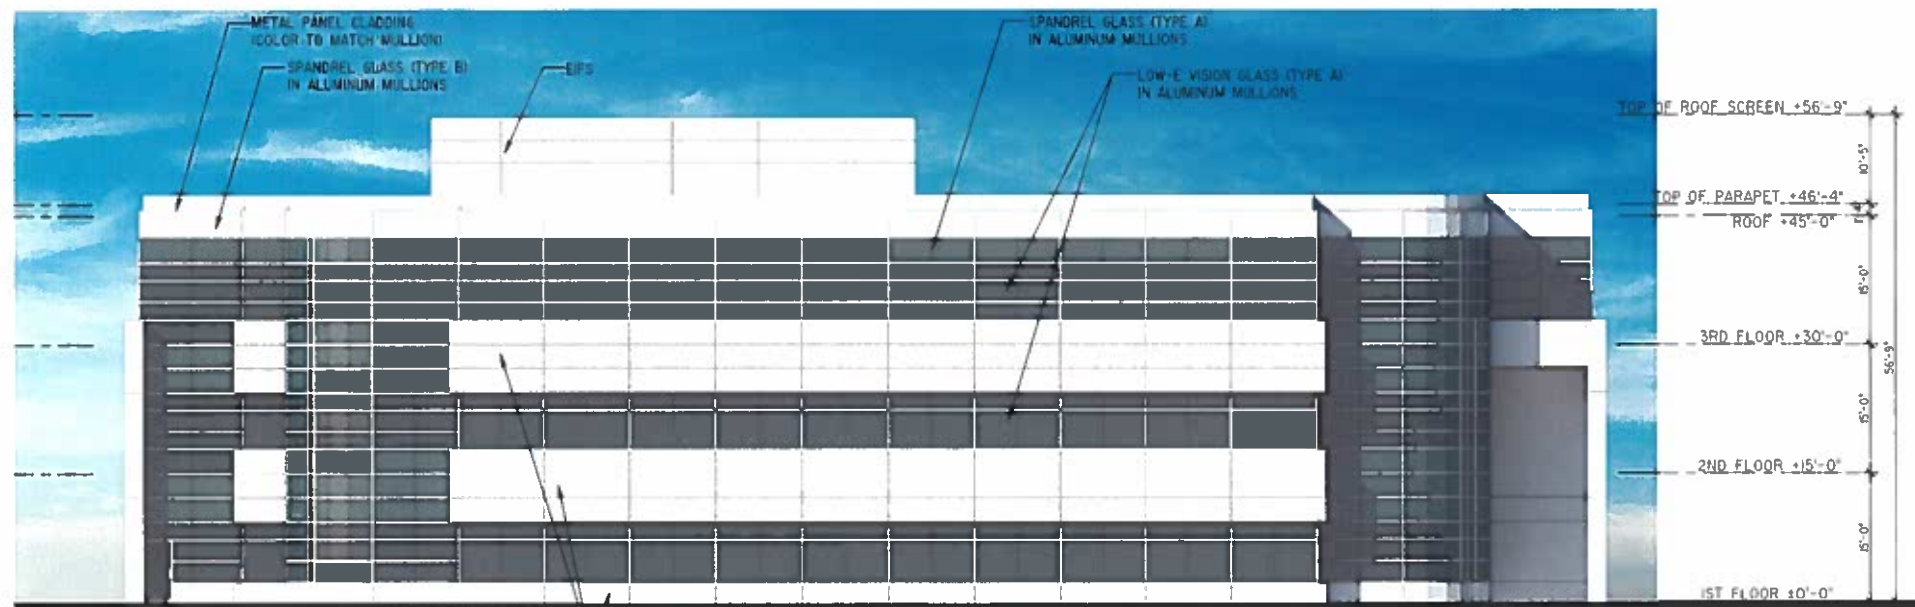 METAL PANEL CLADDING
(COLOR TO MATCH MULLION)
SPANDREL GLASS (TYPE B)
IN ALUMINUM MULLIONS
EIFS
SPANDREL GLASS (TYPE A)
IN ALUMINUM MULLIONS
LOW-E VISION GLASS (TYPE A)
IN ALUMINUM MULLIONS
TOP OF ROOF SCREEN +56'-9"
10'-5"
TOP OF PARAPET +46'-4"
ROOF +45'-0"
15'-0"
3RD FLOOR +30'-0"
56'-9"
15'-0"
2ND FLOOR +15'-0"
15'-0"
1ST FLOOR ±0'-0"